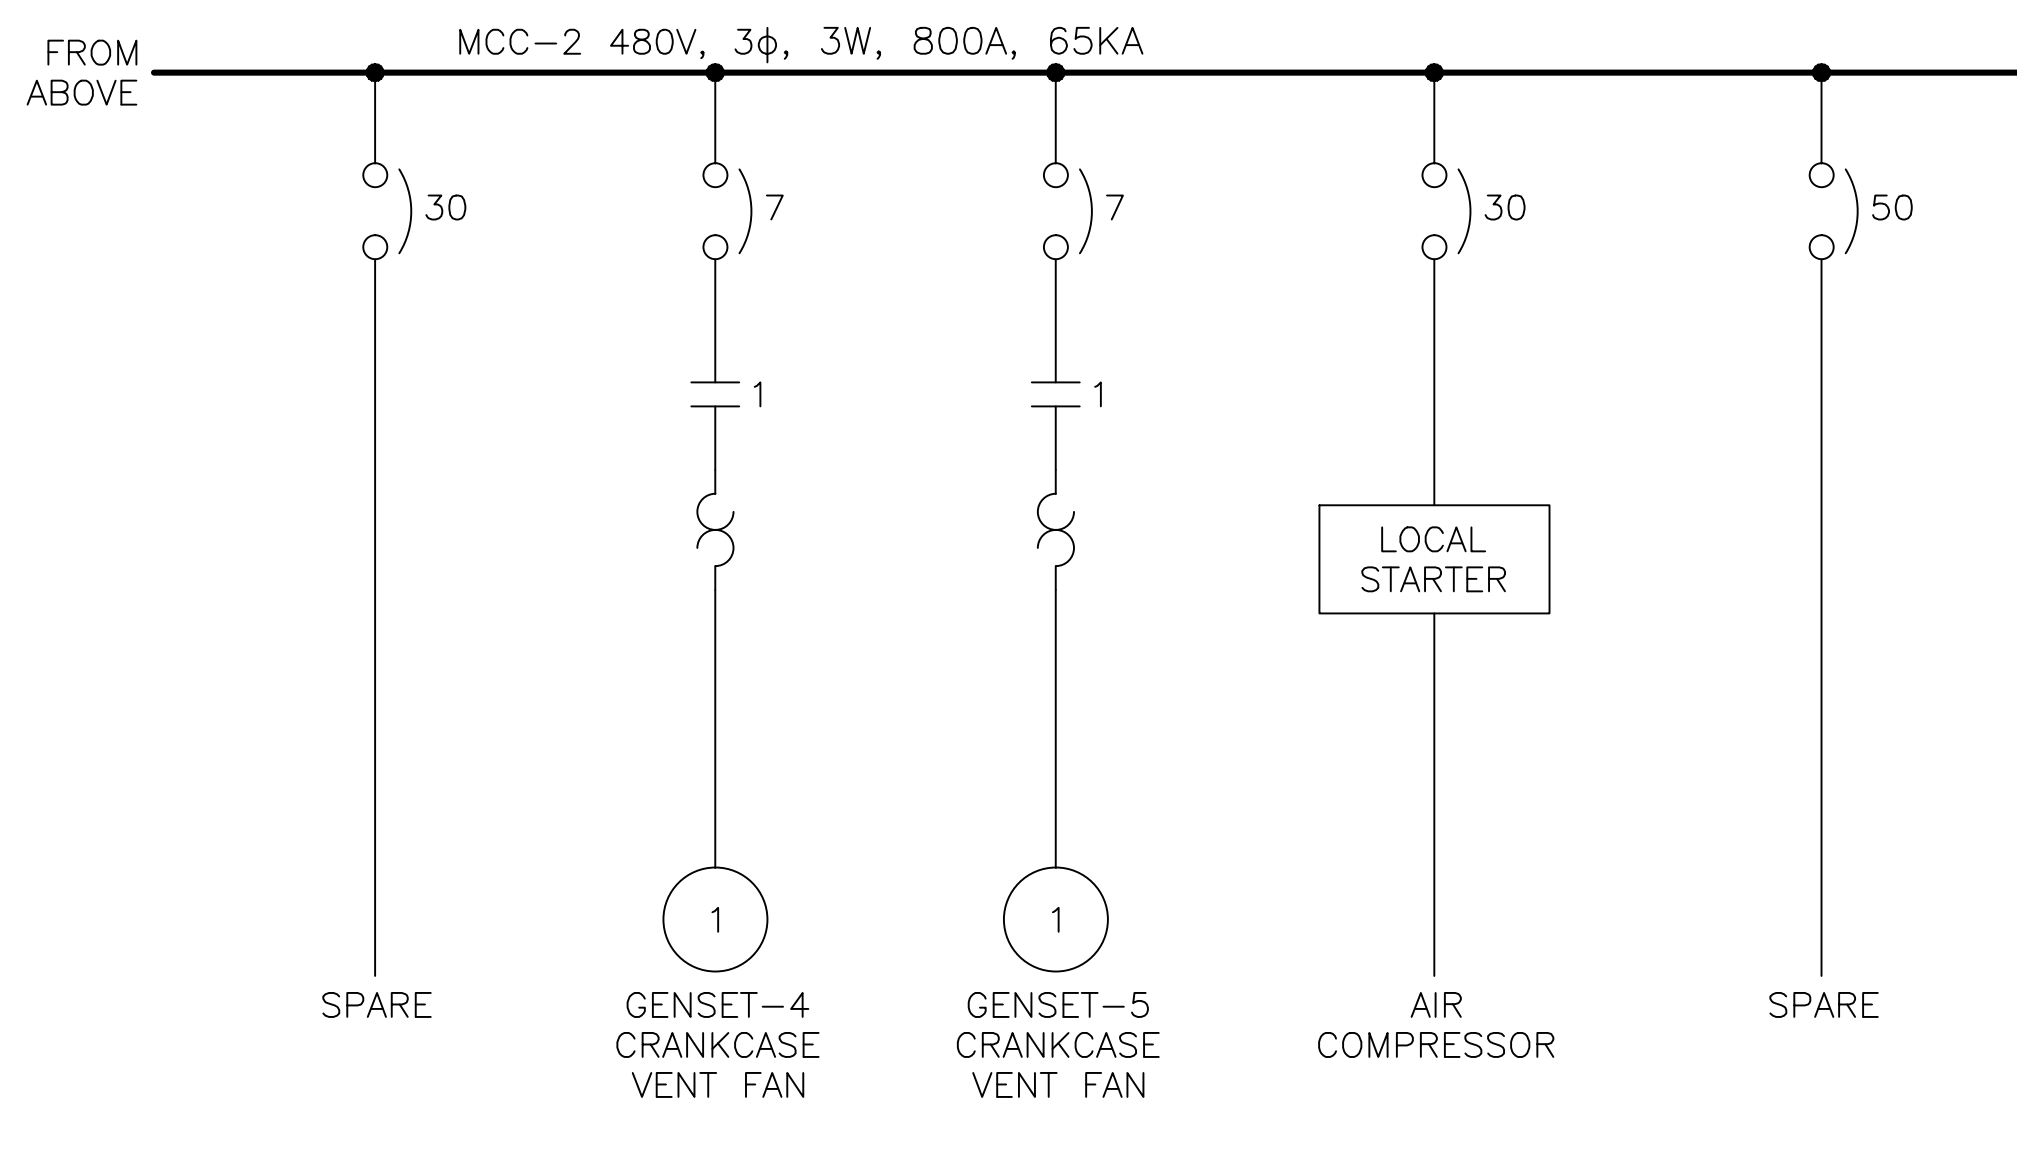 FROM
ABOVE
MCC-2 480V, 3ϕ, 3W, 800A, 65KA
30
7
7
30
50
1
1
LOCAL
STARTER
1
1
SPARE
GENSET-4
CRANKCASE
VENT FAN
GENSET-5
CRANKCASE
VENT FAN
AIR
COMPRESSOR
SPARE